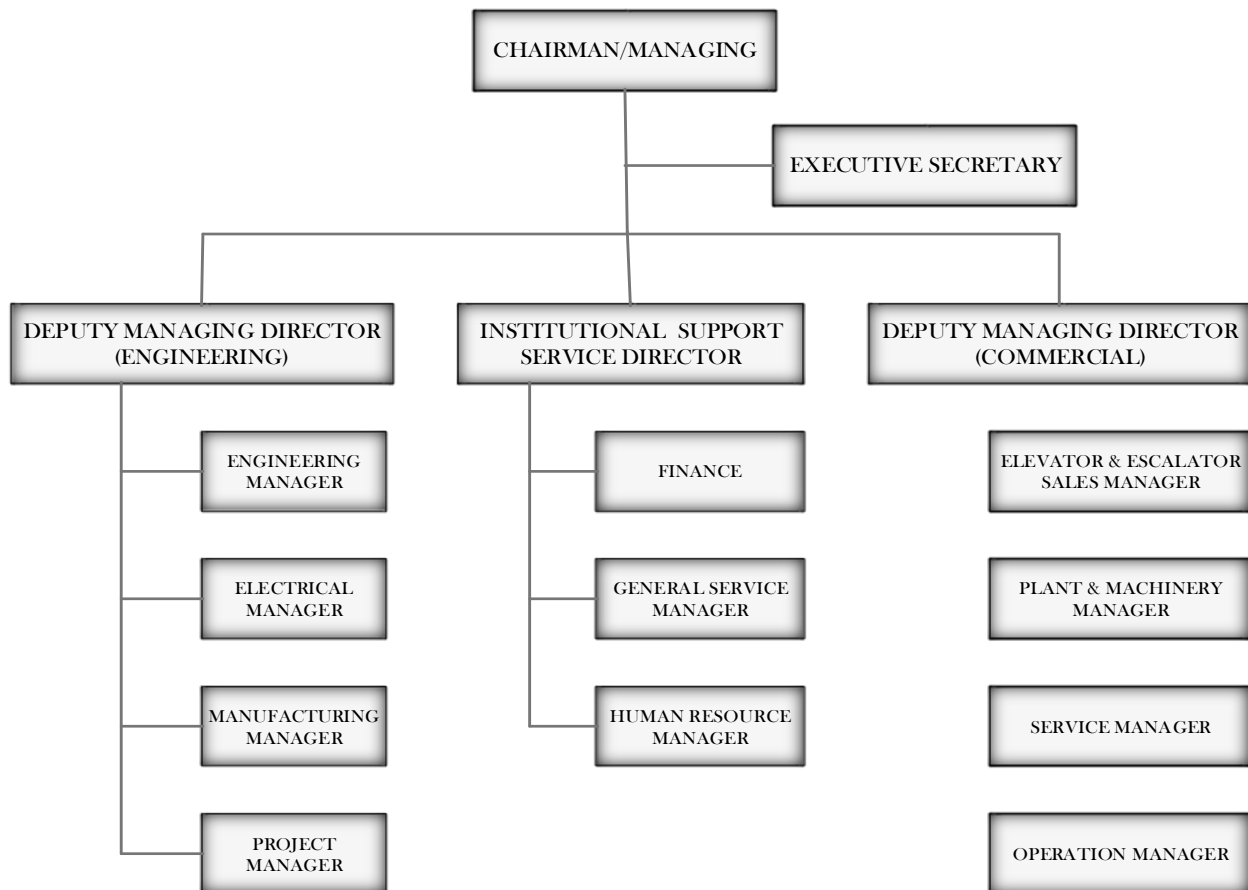 CHAIRMAN/MANAGING
EXECUTIVE SECRETARY
DEPUTY MANAGING DIRECTOR
(ENGINEERING)
INSTITUTIONAL SUPPORT
SERVICE DIRECTOR
DEPUTY MANAGING DIRECTOR
(COMMERCIAL)
ENGINEERING
MANAGER
FINANCE
ELEVATOR & ESCALATOR
SALES MANAGER
ELECTRICAL
MANAGER
GENERAL SERVICE
MANAGER
PLANT & MACHINERY
MANAGER
MANUFACTURING
MANAGER
HUMAN RESOURCE
MANAGER
SERVICE MANAGER
PROJECT
MANAGER
OPERATION MANAGER